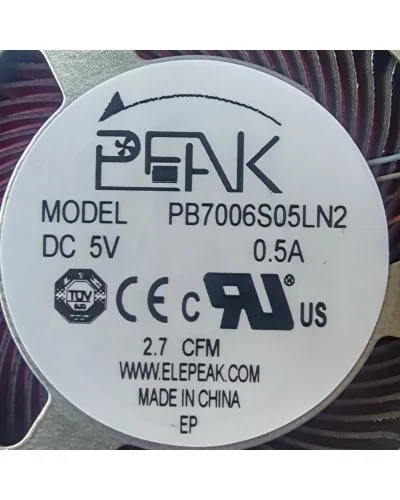 PEAK
MODEL PB7006S05LN2
DC 5V 0.5A
TÜV CE c RU ® US
2.7 CFM
WWW.ELEPEAK.COM
MADE IN CHINA
EP